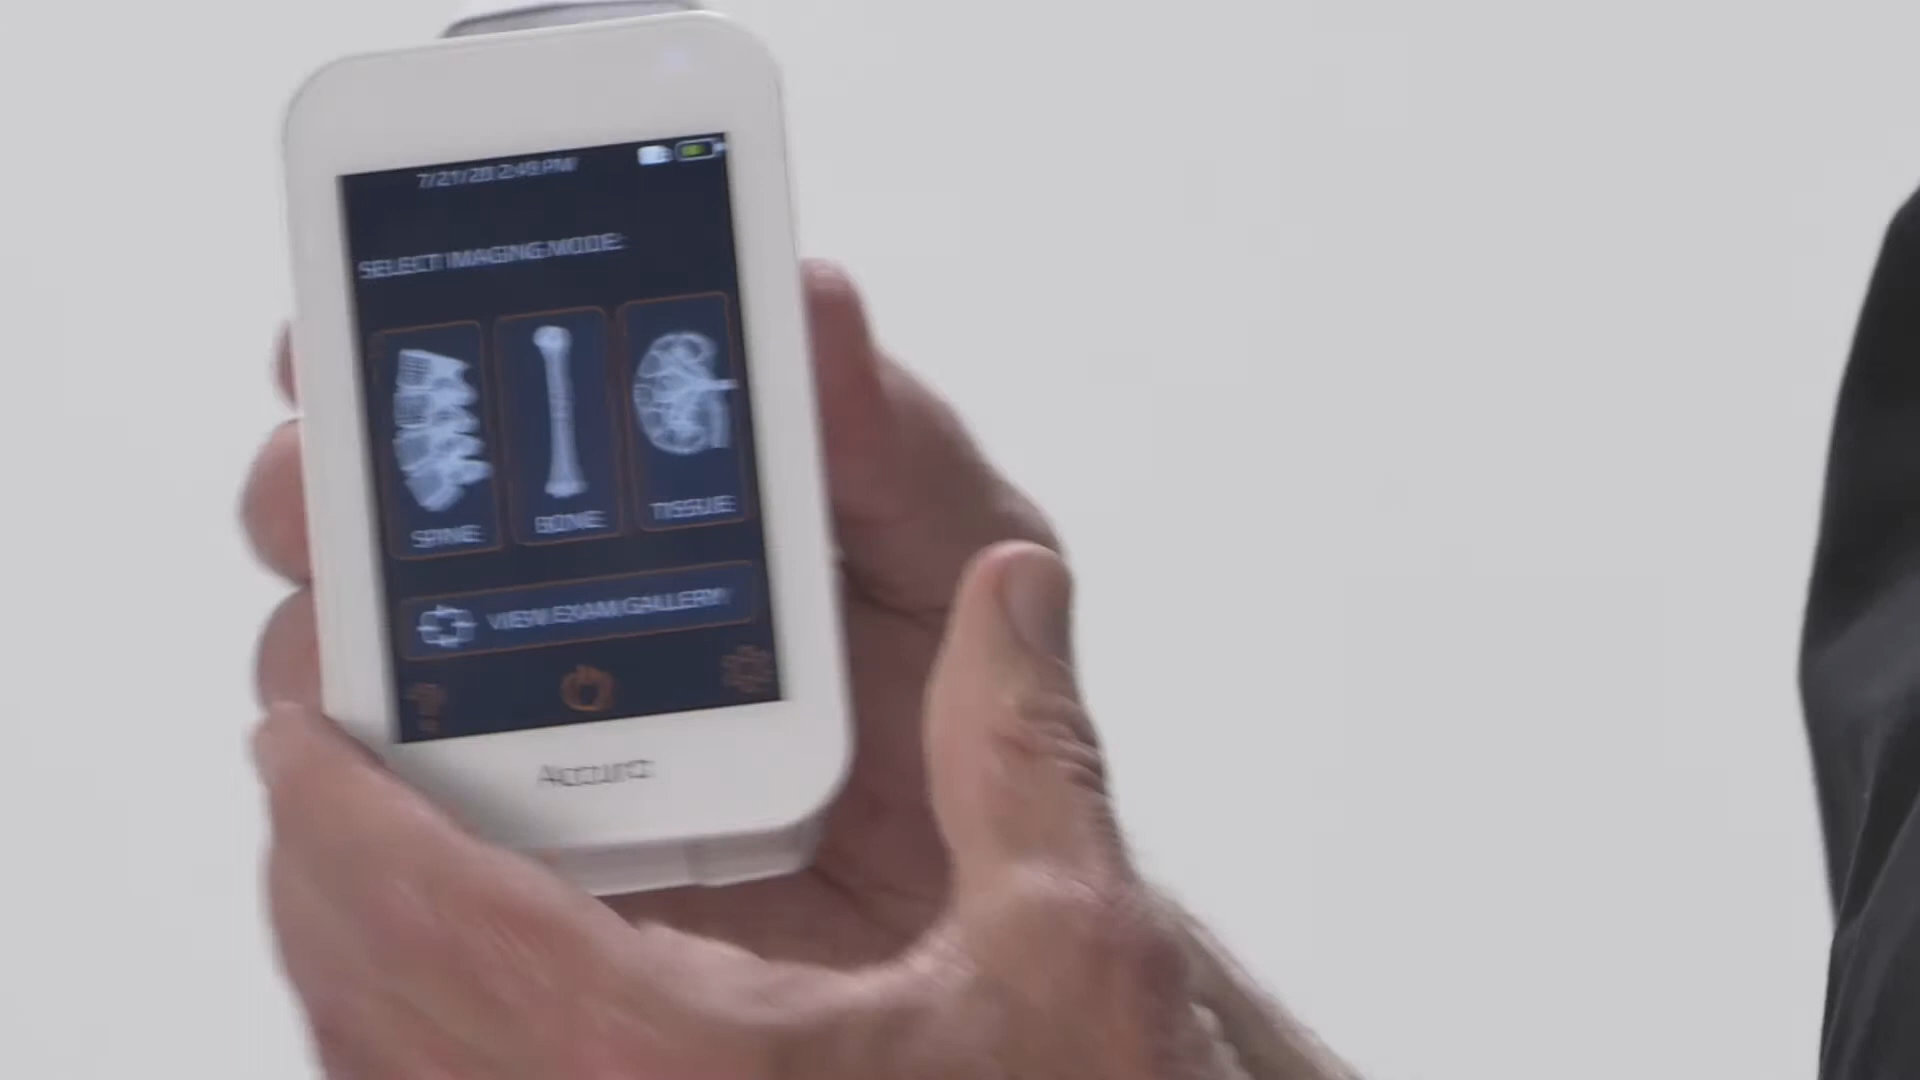 7/21/20 2:49 PM
SELECT IMAGING MODE:
SPINE
BONE
TISSUE
VIEW EXAM GALLERY
?
Accuro